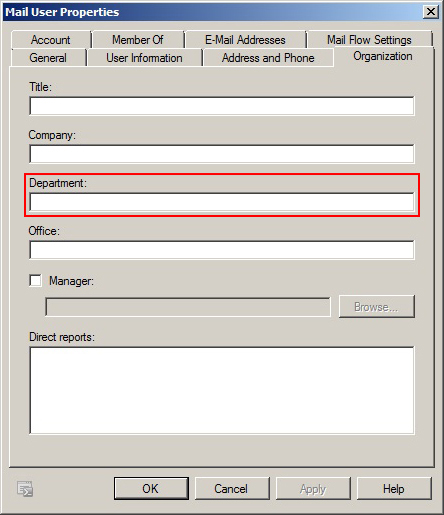 Mail User Properties
Account Member Of E-Mail Addresses Mail Flow Settings
General User Information Address and Phone Organization
Title:
Company:
Department:
Office:
Manager:
Browse...
Direct reports:
OK Cancel Apply Help